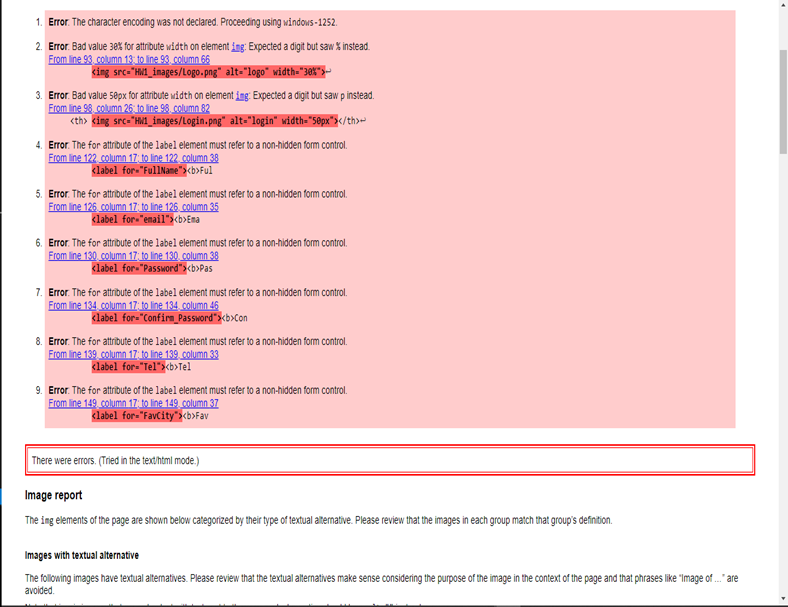 1. Error: The character encoding was not declared. Proceeding using windows-1252.
2. Error: Bad value 30% for attribute width on element img: Expected a digit but saw % instead.
From line 93, column 13; to line 93, column 66
<img src="HW1_images/Logo.png" alt="logo" width="30%">↩
3. Error: Bad value 50px for attribute width on element img: Expected a digit but saw p instead.
From line 98, column 26; to line 98, column 82
<th> <img src="HW1_images/Login.png" alt="login" width="50px"></th>↩
4. Error: The for attribute of the label element must refer to a non-hidden form control.
From line 122, column 17; to line 122, column 38
<label for="FullName"><b>Ful
5. Error: The for attribute of the label element must refer to a non-hidden form control.
From line 126, column 17; to line 126, column 35
<label for="email"><b>Ema
6. Error: The for attribute of the label element must refer to a non-hidden form control.
From line 130, column 17; to line 130, column 38
<label for="Password"><b>Pas
7. Error: The for attribute of the label element must refer to a non-hidden form control.
From line 134, column 17; to line 134, column 46
<label for="Confirm_Password"><b>Con
8. Error: The for attribute of the label element must refer to a non-hidden form control.
From line 139, column 17; to line 139, column 33
<label for="Tel"><b>Tel
9. Error: The for attribute of the label element must refer to a non-hidden form control.
From line 149, column 17; to line 149, column 37
<label for="FavCity"><b>Fav
There were errors. (Tried in the text/html mode.)
Image report
The img elements of the page are shown below categorized by their type of textual alternative. Please review that the images in each group match that group's definition.
Images with textual alternative
The following images have textual alternatives. Please review that the textual alternatives make sense considering the purpose of the image in the context of the page and that phrases like “Image of …” are
avoided.